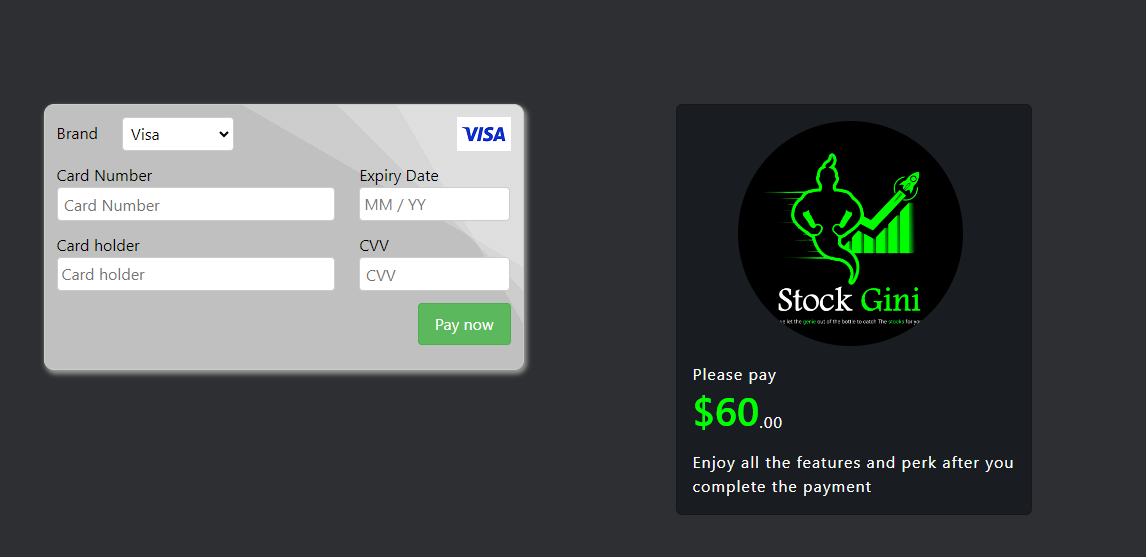 Brand
Visa
VISA
Card Number
Expiry Date
Card Number
MM / YY
Card holder
CVV
Card holder
CVV
Pay now
Stock Gini
let the genie out of the bottle to catch The stocks for
Please pay
$60.00
Enjoy all the features and perk after you
complete the payment